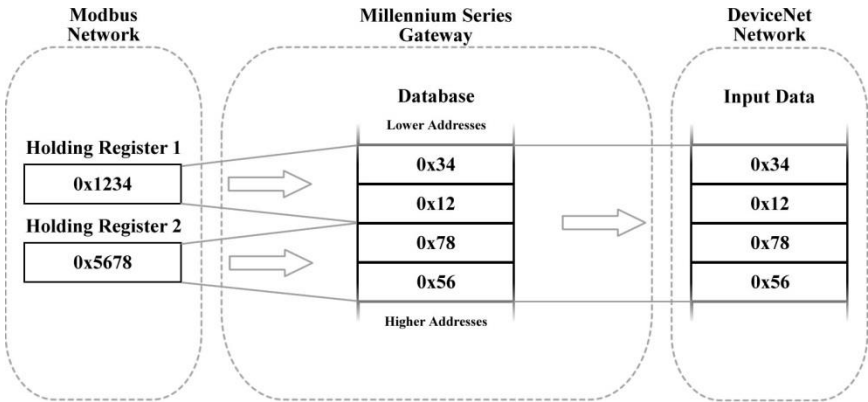 Modbus
Network
Millennium Series
Gateway
DeviceNet
Network
Database
Input Data
Lower Addresses
Holding Register 1
0x1234
Holding Register 2
0x5678
0x34
0x12
0x78
0x56
Higher Addresses
0x34
0x12
0x78
0x56